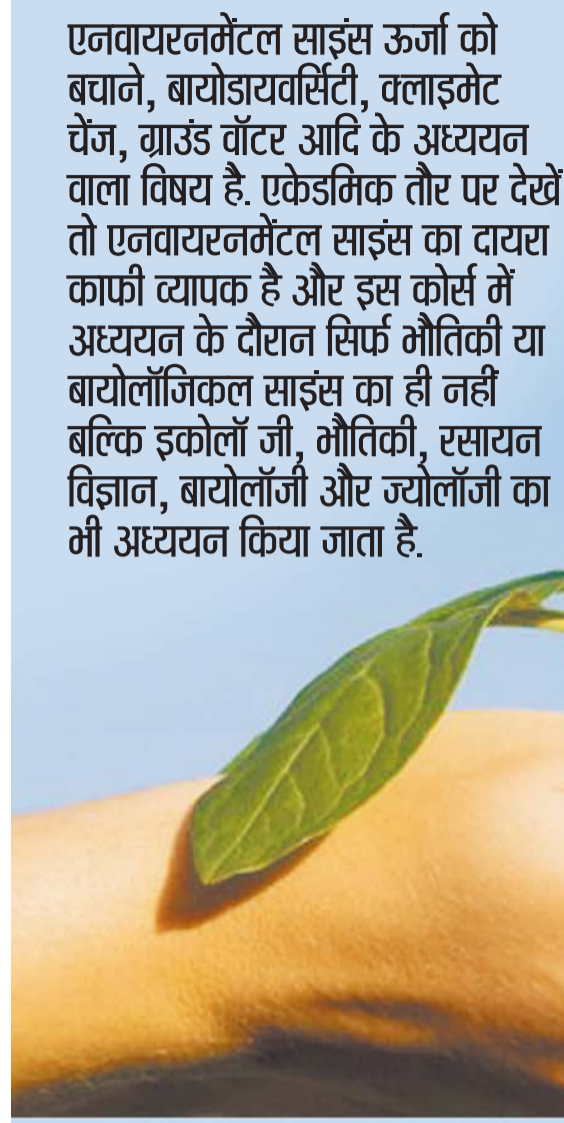 एनवायरनमेंटल साइंस ऊर्जा को
बचाने, बायोडायवर्सिटी, क्लाइमेट
चेंज, ग्राउंड वॉटर आदि के अध्ययन
वाला विषय है. एकेडमिक तौर पर देखें
तो एनवायरनमेंटल साइंस का दायरा
काफी व्यापक है और इस कोर्स में
अध्ययन के दौरान सिर्फ भौतिकी या
बायोलॉजिकल साइंस का ही नहीं
बल्कि इकोलॉ जी, भौतिकी, रसायन
विज्ञान, बायोलॉजी और ज्योलॉजी का
भी अध्ययन किया जाता है.